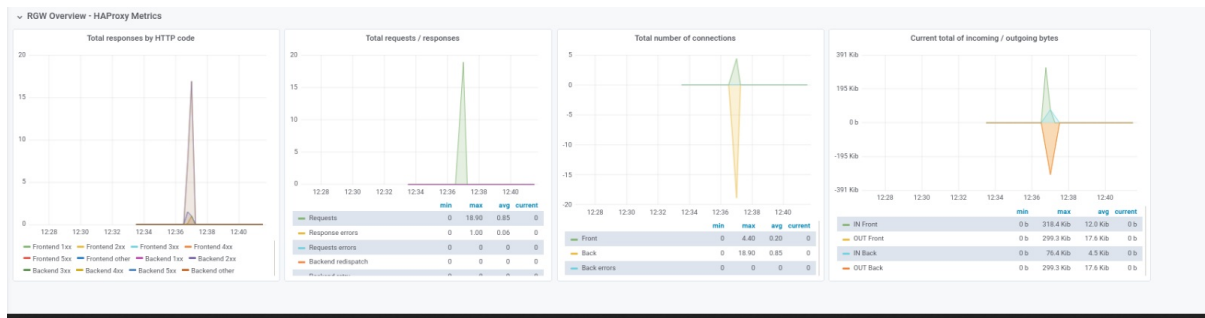 RGW Overview - HAProxy Metrics
Total responses by HTTP code
20
15
10
5
0
12:28 12:30 12:32 12:34 12:36 12:38 12:40
Frontend 1xx Frontend 2xx Frontend 3xx Frontend 4xx
Frontend 5xx Frontend other Backend 1xx Backend 2xx
Backend 3xx Backend 4xx Backend 5xx Backend other
Total requests / responses
20
15
10
5
0
12:28 12:30 12:32 12:34 12:36 12:38 12:40
min max avg current
Requests 0 18.90 0.85 0
Response errors 0 1.00 0.06 0
Requests errors 0 0 0 0
Backend redispatch 0 0 0 0
Total number of connections
5
0
-5
-10
-15
-20
12:28 12:30 12:32 12:34 12:36 12:38 12:40
min max avg current
Front 0 4.40 0.20 0
Back 0 18.90 0.85 0
Back errors 0 0 0 0
Current total of incoming / outgoing bytes
391 Kib
195 Kib
0 b
-195 Kib
-391 Kib
12:28 12:30 12:32 12:34 12:36 12:38 12:40
min max avg current
IN Front 0 b 318.4 Kib 12.0 Kib 0 b
OUT Front 0 b 299.3 Kib 17.6 Kib 0 b
IN Back 0 b 76.4 Kib 4.5 Kib 0 b
OUT Back 0 b 299.3 Kib 17.6 Kib 0 b